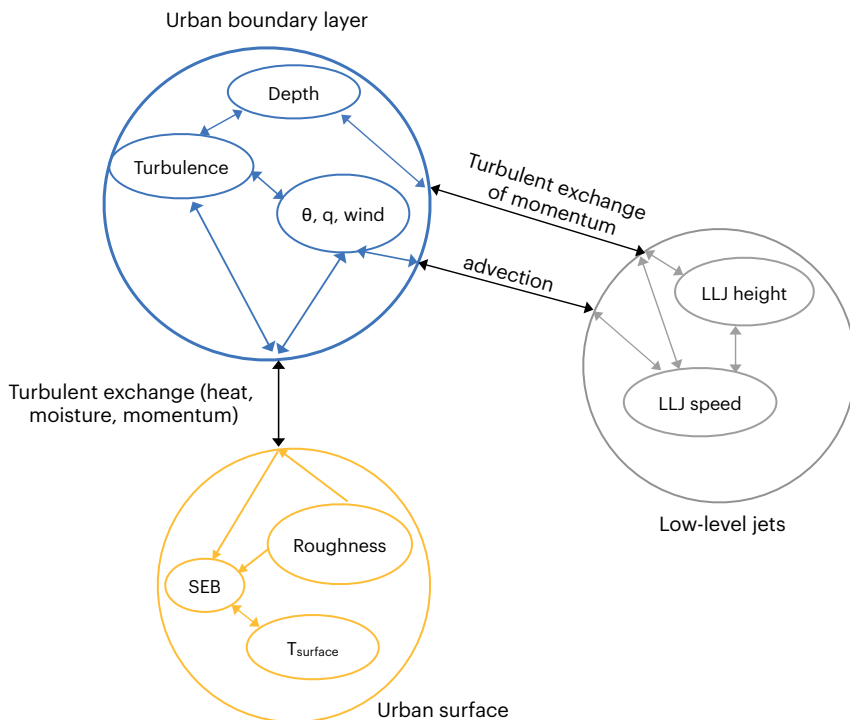 Urban boundary layer
Depth
Turbulence
θ, q, wind
Turbulent exchange
of momentum
advection
LLJ height
LLJ speed
Low-level jets
Turbulent exchange (heat,
moisture, momentum)
Roughness
SEB
Tsurface
Urban surface